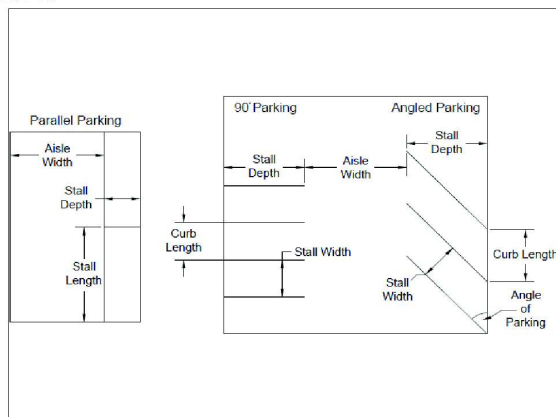 Parallel Parking
Aisle
Width
Stall
Depth
Stall
Length
90° Parking
Stall
Depth
Aisle
Width
Curb
Length
Stall Width
Angled Parking
Stall
Depth
Curb Length
Stall
Width
Angle
of
Parking